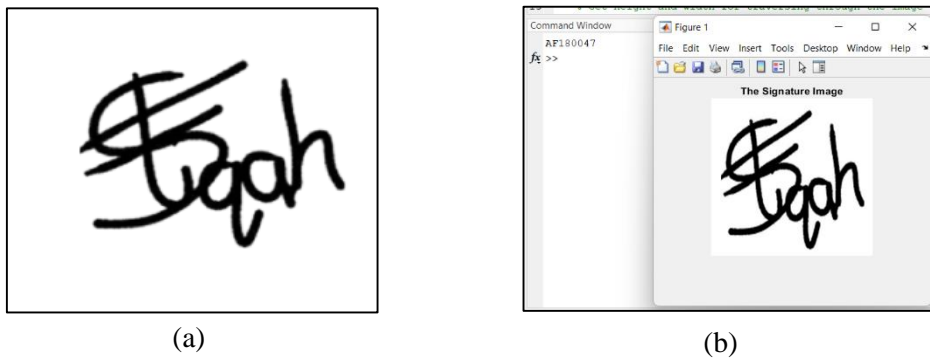 Command Window
AF180047
fx >>
Figure 1
File Edit View Insert Tools Desktop Window Help
The Signature Image
(a)
(b)